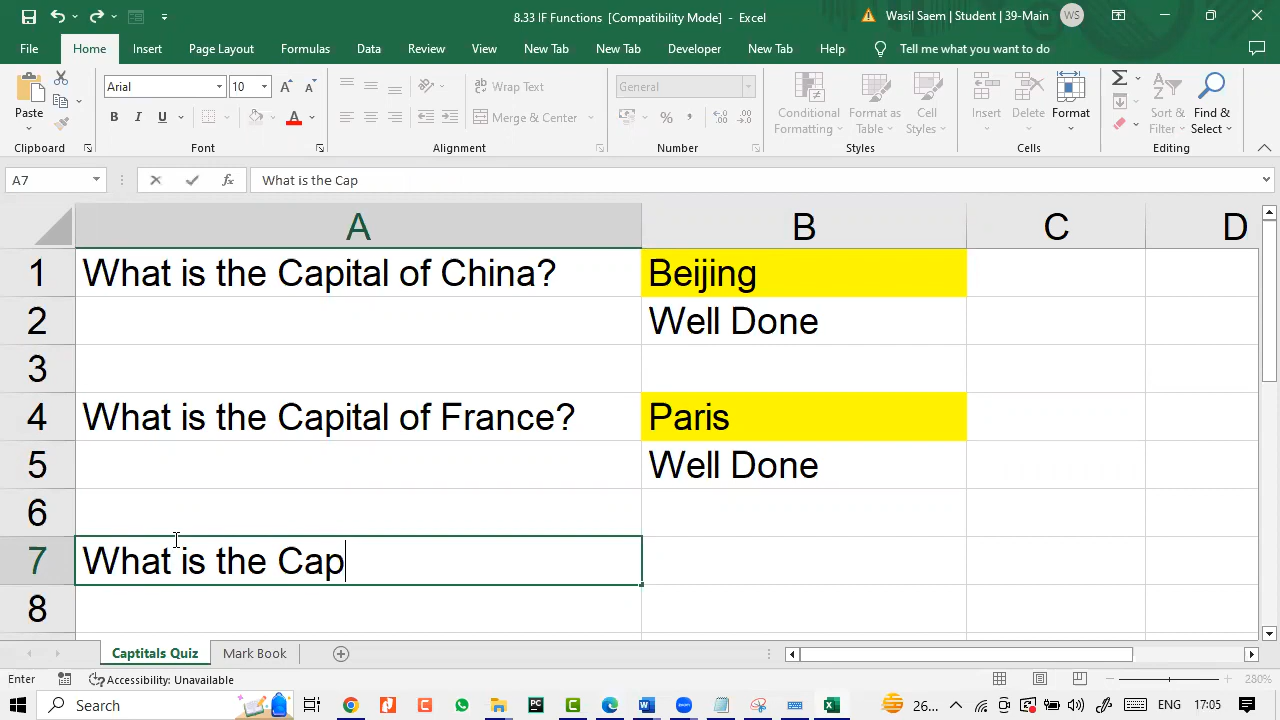 8.33 IF Functions [Compatibility Mode] - Excel
Wasil Saem | Student | 39-Main
WS
File Home Insert Page Layout Formulas Data Review View New Tab New Tab Developer New Tab Help Tell me what you want to do
Paste
Arial
10
B I U
A
Wrap Text
Merge & Center
General
%
Conditional Formatting
Format as Table
Cell Styles
Insert
Delete
Format
Sort & Filter
Find & Select
Clipboard Font Alignment Number Styles Cells Editing
A7
fx
What is the Cap
A B C D
1 What is the Capital of China? Beijing
2 Well Done
3
4 What is the Capital of France? Paris
5 Well Done
6
7 What is the Cap
8
Captitals Quiz Mark Book
Enter Accessibility: Unavailable 280%
Search 26... ENG 17:05